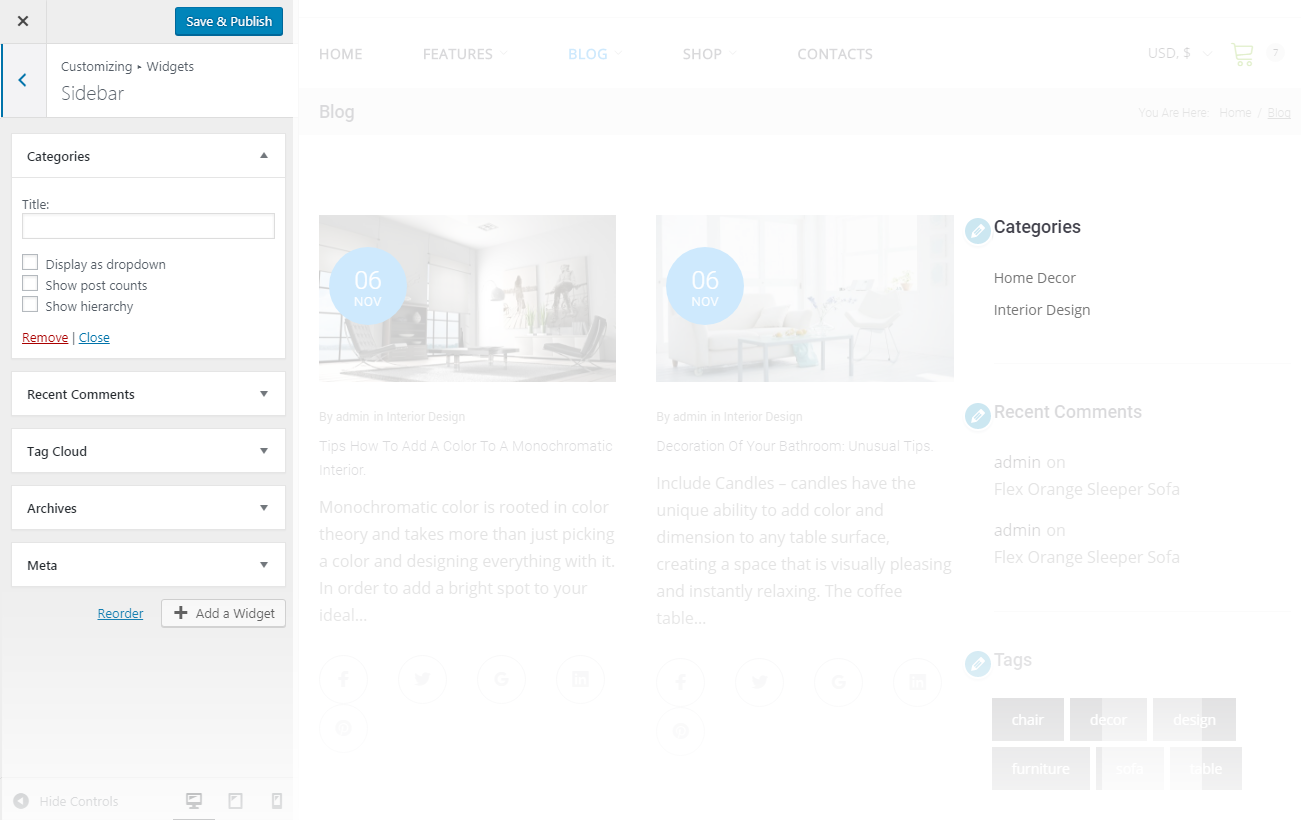 Save & Publish
Customizing ▸ Widgets
Sidebar
Categories
Title:
Display as dropdown
Show post counts
Show hierarchy
Remove | Close
Recent Comments
Tag Cloud
Archives
Meta
Reorder
Add a Widget
Hide Controls
HOME FEATURES BLOG SHOP CONTACTS USD, $ 7
Blog
You Are Here: Home / Blog
06
NOV
By admin in Interior Design
Tips How To Add A Color To A Monochromatic
Interior.
Monochromatic color is rooted in color
theory and takes more than just picking
a color and designing everything with it.
In order to add a bright spot to your
ideal...
06
NOV
By admin in Interior Design
Decoration Of Your Bathroom: Unusual Tips.
Include Candles – candles have the
unique ability to add color and
dimension to any table surface,
creating a space that is visually pleasing
and instantly relaxing. The coffee
table...
Categories
Home Decor
Interior Design
Recent Comments
admin on
Flex Orange Sleeper Sofa
admin on
Flex Orange Sleeper Sofa
Tags
chair decor design
furniture sofa table